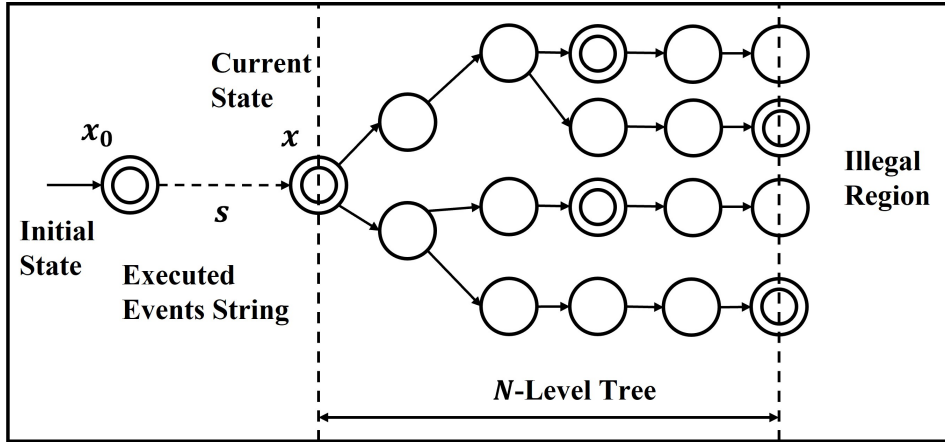 Current
State
x₀
x
s
Initial
State
Executed
Events String
Illegal
Region
N-Level Tree